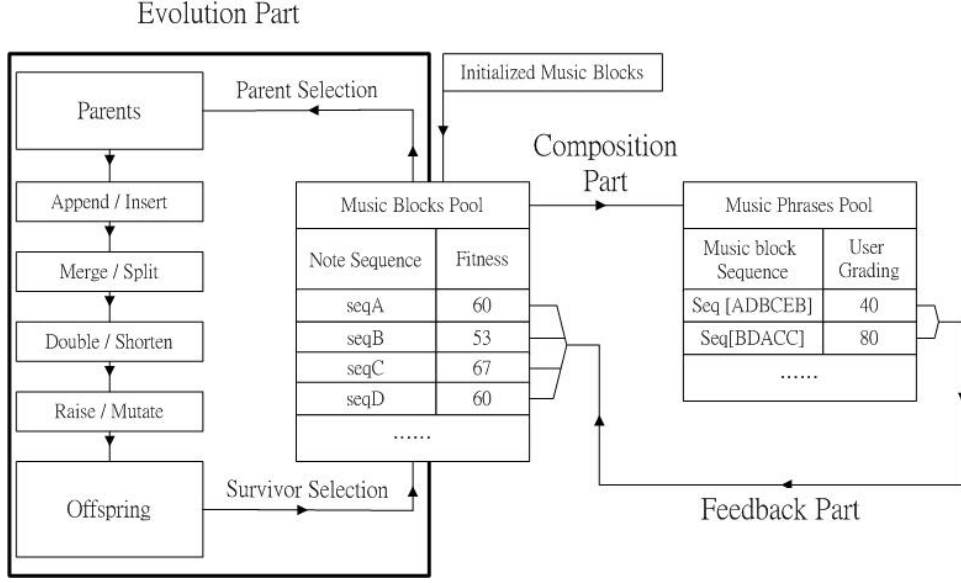 Evolution Part
Initialized Music Blocks
Parent Selection
Parents
Composition
Part
Append / Insert
Music Blocks Pool
Music Phrases Pool
Note Sequence
Fitness
Music block
Sequence
User
Grading
Merge / Split
seqA 60
Seq [ADBCEB] 40
Double / Shorten
seqB 53
Seq[BDACC] 80
seqC 67
......
Raise / Mutate
seqD 60
......
Survivor Selection
Offspring
Feedback Part